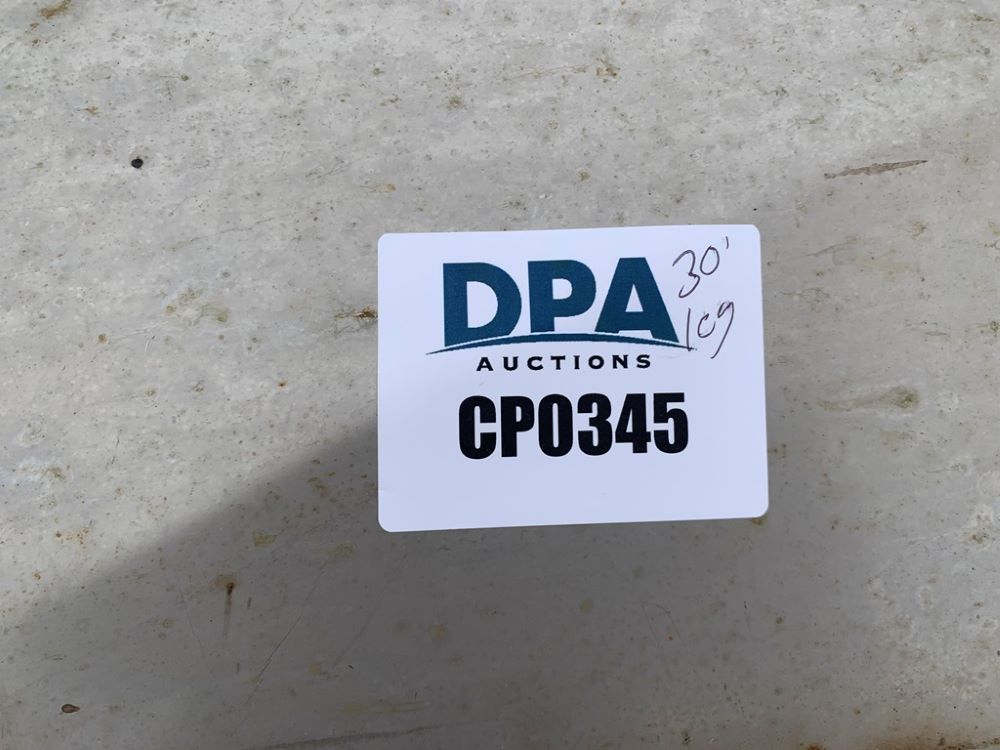 DPA
AUCTIONS
30'
CP0345